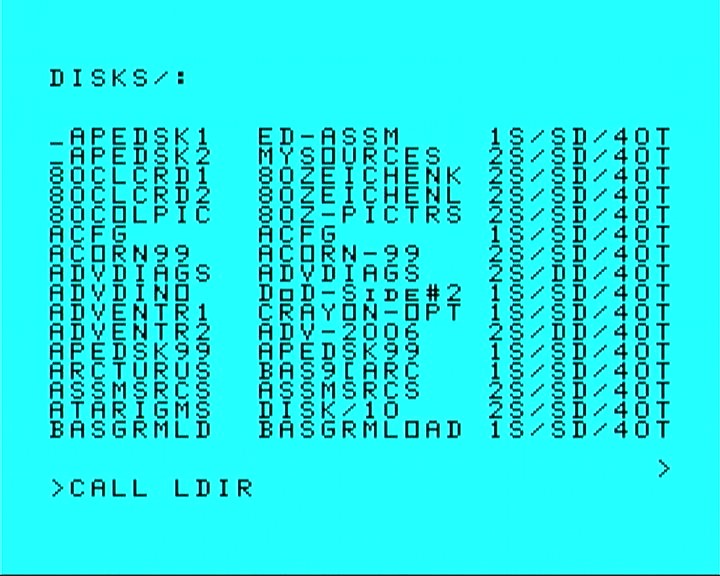 DISKS/:
_APEDSK1 ED-ASSM 1S/SD/40T
_APEDSK2 MYSOURCES 2S/SD/40T
80CLCRD1 80ZEICHENK 2S/SD/40T
80CLCRD2 80ZEICHENL 2S/SD/40T
80COLPIC 80Z-PICTRS 2S/SD/40T
ACFG ACFG 1S/SD/40T
ACORN99 ACORN-99 2S/SD/40T
ADVDIAGS ADVDIAGS 2S/DD/40T
ADVDINO DoD-Side#2 1S/SD/40T
ADVENTR1 CRAYON-OPT 1S/SD/40T
ADVENTR2 ADV-2006 2S/DD/40T
APEDSK99 APEDSK99 1S/SD/40T
ARCTURUS BAS9[ARC 1S/SD/40T
ASSMSRCS ASSMSRCS 2S/SD/40T
ATARIGMS DISK/10 2S/SD/40T
BASGRMLD BASGRMLOAD 1S/SD/40T
>
>CALL LDIR